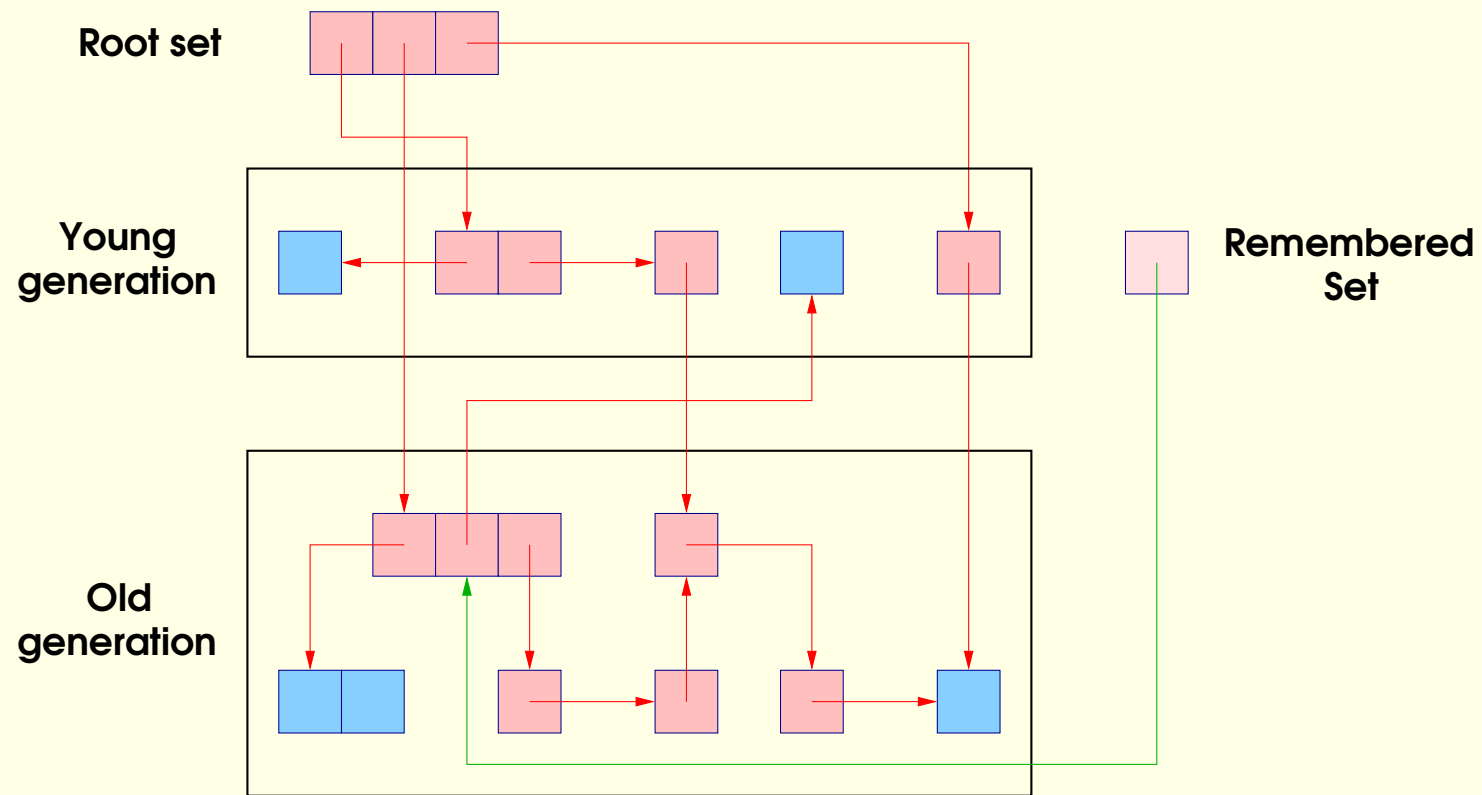 Root set
Young
generation
Remembered
Set
Old
generation